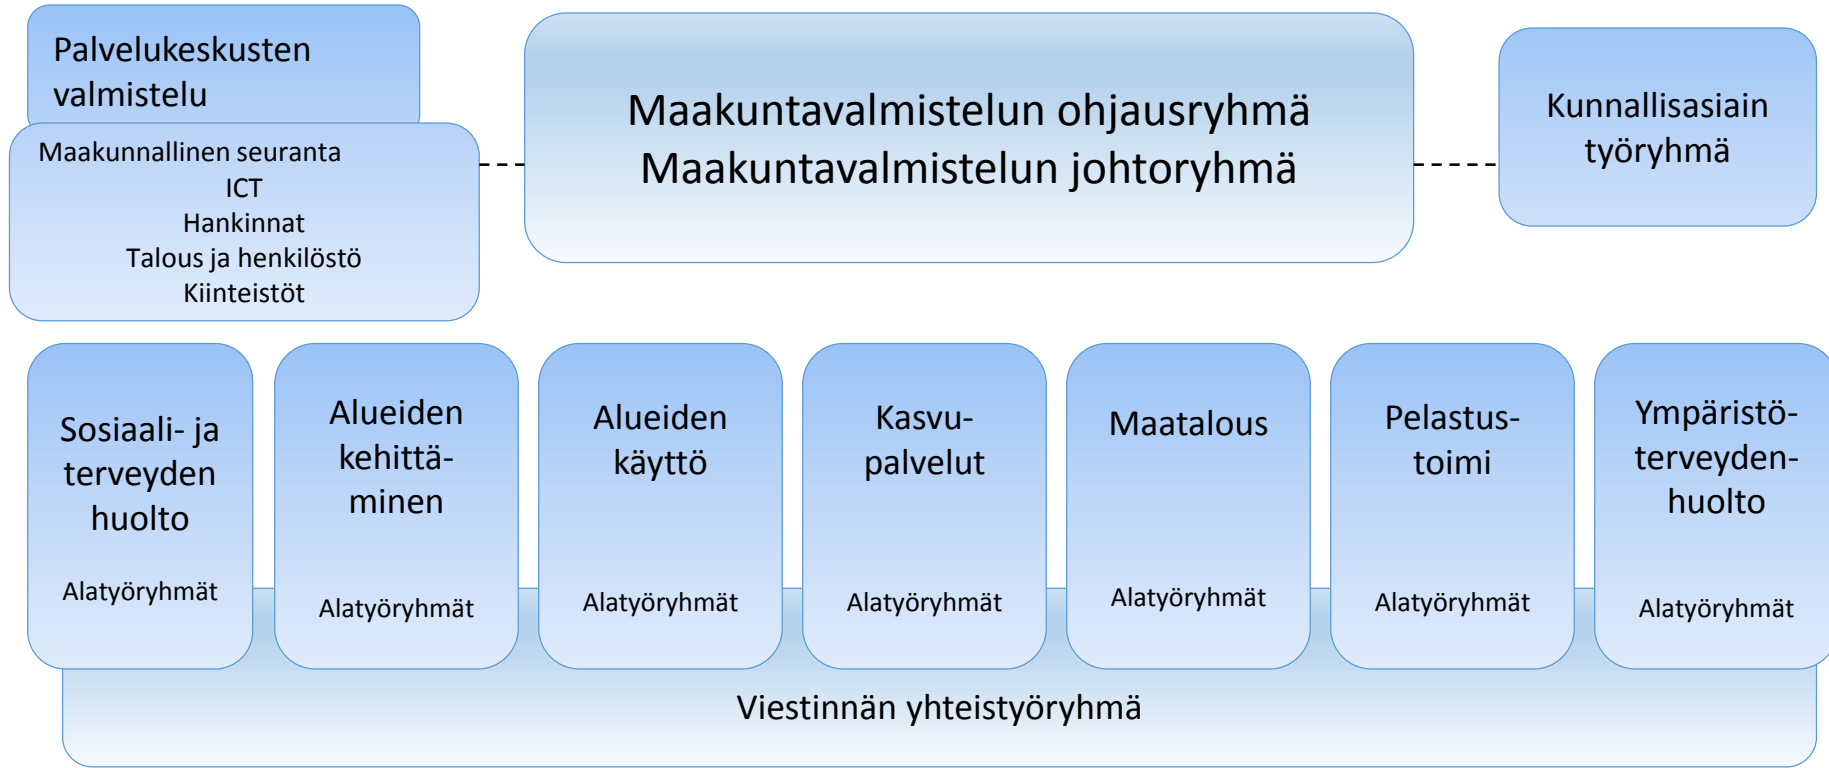 Palvelukeskusten
valmistelu
Maakunnallinen seuranta
ICT
Hankinnat
Talous ja henkilöstö
Kiinteistöt
Maakuntavalmistelun ohjausryhmä
Maakuntavalmistelun johtoryhmä
Kunnallisasiain
työryhmä
Sosiaali- ja
terveyden
huolto
Alatyöryhmät
Alueiden
kehittä-
minen
Alatyöryhmät
Alueiden
käyttö
Alatyöryhmät
Kasvu-
palvelut
Alatyöryhmät
Maatalous
Alatyöryhmät
Pelastus-
toimi
Alatyöryhmät
Ympäristö-
terveyden-
huolto
Alatyöryhmät
Viestinnän yhteistyöryhmä